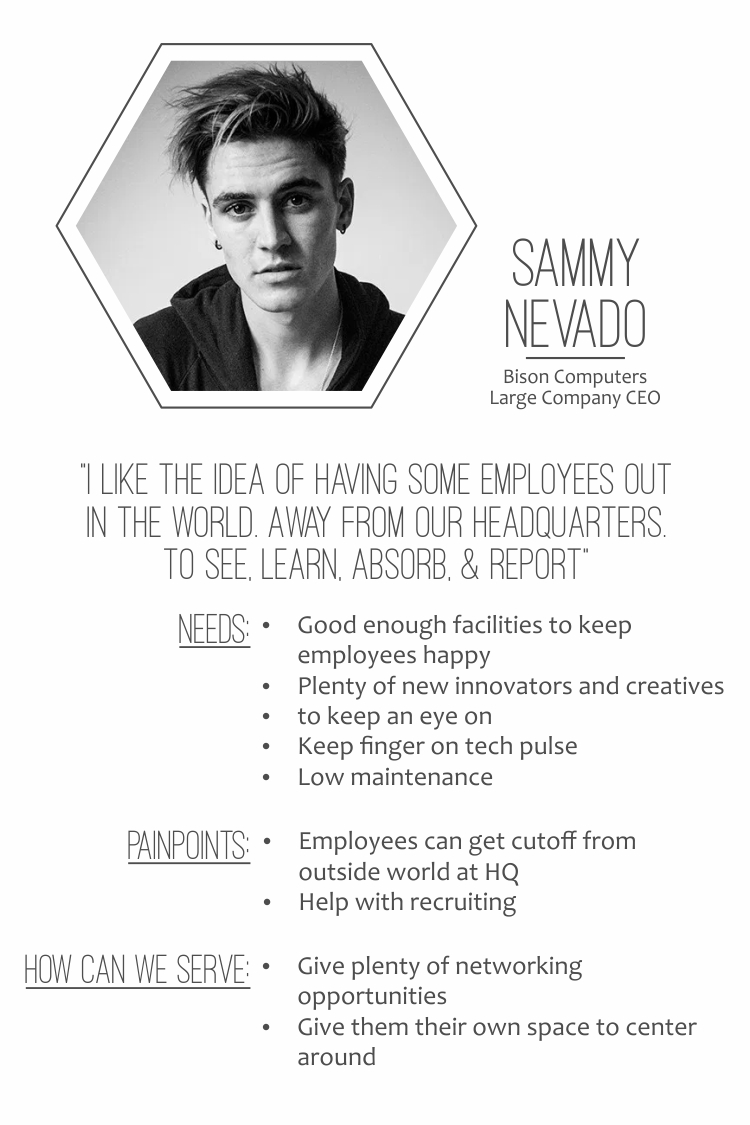 SAMMY
NEVADO
Bison Computers
Large Company CEO
"I LIKE THE IDEA OF HAVING SOME EMPLOYEES OUT
IN THE WORLD. AWAY FROM OUR HEADQUARTERS.
TO SEE, LEARN, ABSORB, & REPORT"
NEEDS:
• Good enough facilities to keep
employees happy
• Plenty of new innovators and creatives
• to keep an eye on
• Keep finger on tech pulse
• Low maintenance
PAINPOINTS:
• Employees can get cutoff from
outside world at HQ
• Help with recruiting
HOW CAN WE SERVE:
• Give plenty of networking
opportunities
• Give them their own space to center
around